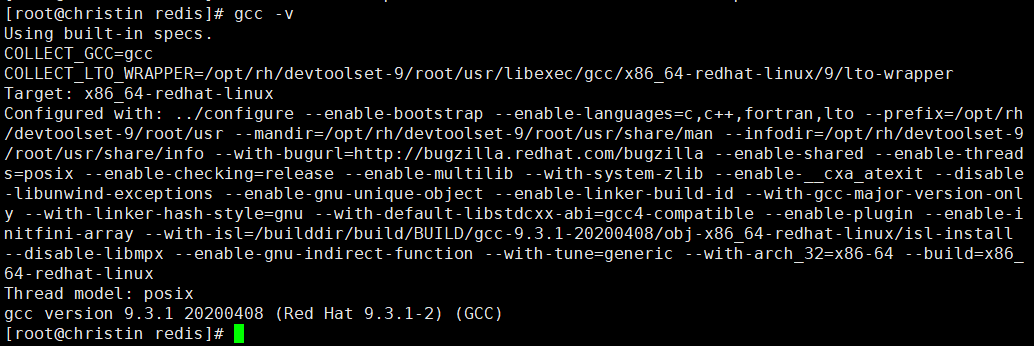 [root@christin redis]# gcc -v
Using built-in specs.
COLLECT_GCC=gcc
COLLECT_LTO_WRAPPER=/opt/rh/devtoolset-9/root/usr/libexec/gcc/x86_64-redhat-linux/9/lto-wrapper
Target: x86_64-redhat-linux
Configured with: ../configure --enable-bootstrap --enable-languages=c,c++,fortran,lto --prefix=/opt/rh
/devtoolset-9/root/usr --mandir=/opt/rh/devtoolset-9/root/usr/share/man --infodir=/opt/rh/devtoolset-9
/root/usr/share/info --with-bugurl=http://bugzilla.redhat.com/bugzilla --enable-shared --enable-thread
s=posix --enable-checking=release --enable-multilib --with-system-zlib --enable-__cxa_atexit --disable
-libunwind-exceptions --enable-gnu-unique-object --enable-linker-build-id --with-gcc-major-version-onl
y --with-linker-hash-style=gnu --with-default-libstdcxx-abi=gcc4-compatible --enable-plugin --enable-i
nitfini-array --with-isl=/builddir/build/BUILD/gcc-9.3.1-20200408/obj-x86_64-redhat-linux/isl-install
--disable-libmpx --enable-gnu-indirect-function --with-tune=generic --with-arch_32=x86-64 --build=x86_
64-redhat-linux
Thread model: posix
gcc version 9.3.1 20200408 (Red Hat 9.3.1-2) (GCC)
[root@christin redis]#